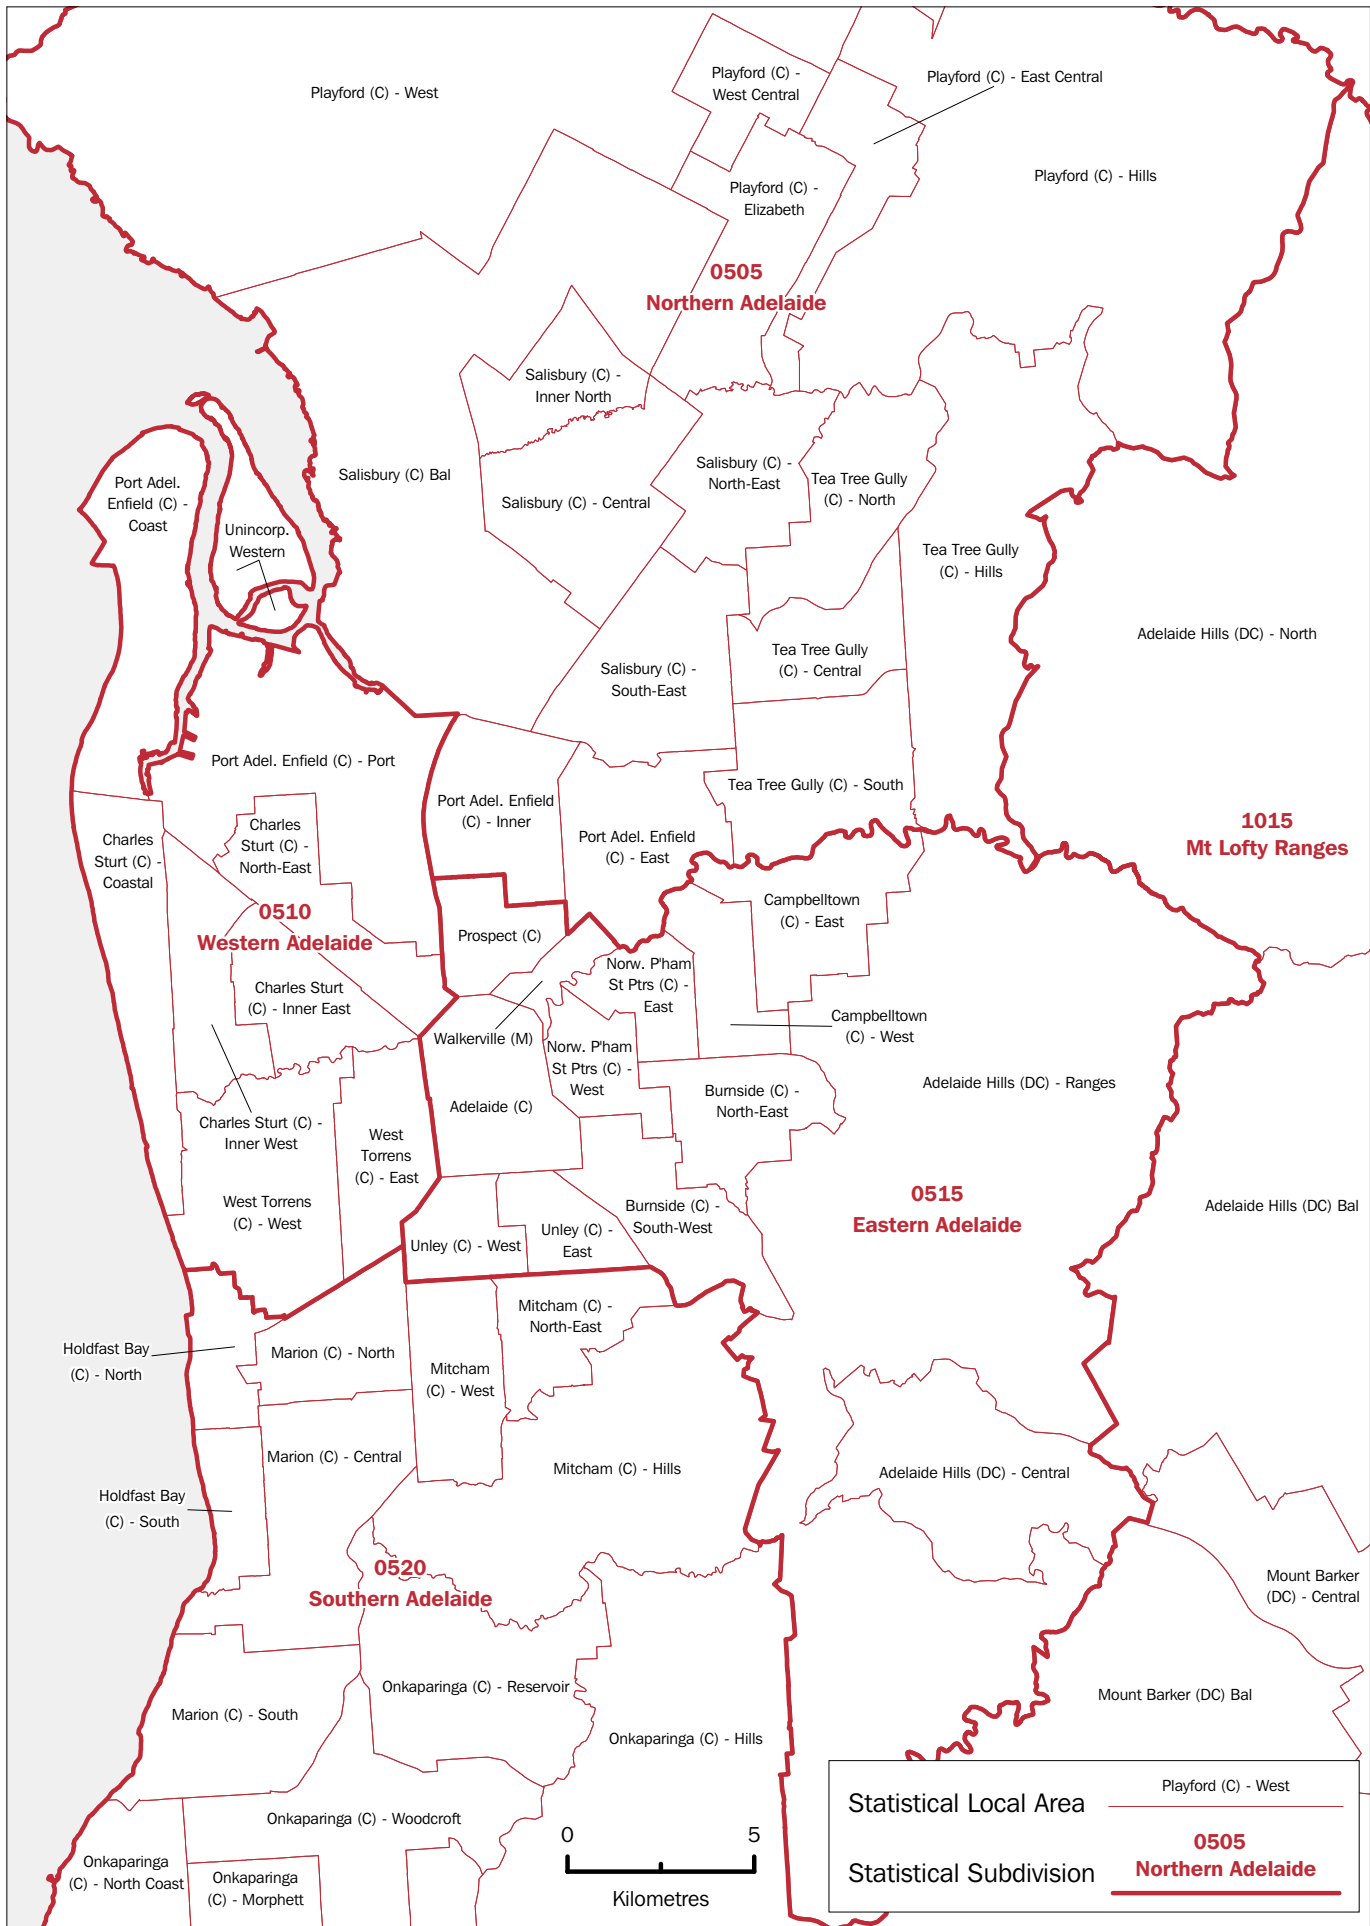 Playford (C) - West
Playford (C) -
West Central
Playford (C) - East Central
Playford (C) - Hills
Playford (C) -
Elizabeth
0505
Northern Adelaide
Salisbury (C) -
Inner North
Salisbury (C) Bal
Salisbury (C) - Central
Salisbury (C) -
North-East
Tea Tree Gully
(C) - North
Port Adel.
Enfield (C) -
Coast
Unincorp.
Western
Tea Tree Gully
(C) - Hills
Adelaide Hills (DC) - North
Salisbury (C) -
South-East
Tea Tree Gully
(C) - Central
Port Adel. Enfield (C) - Port
Port Adel. Enfield
(C) - Inner
Tea Tree Gully (C) - South
Port Adel. Enfield
(C) - East
1015
Mt Lofty Ranges
Charles
Sturt (C) -
Coastal
Charles
Sturt (C) -
North-East
0510
Western Adelaide
Prospect (C)
Campbelltown
(C) - East
Norw. P'ham
St Ptrs (C) -
East
Charles Sturt
(C) - Inner East
Walkerville (M)
Campbelltown
(C) - West
Norw. P'ham
St Ptrs (C) -
West
Adelaide (C)
Burnside (C) -
North-East
Adelaide Hills (DC) - Ranges
Charles Sturt (C) -
Inner West
West
Torrens
(C) - East
West Torrens
(C) - West
0515
Eastern Adelaide
Adelaide Hills (DC) Bal
Burnside (C) -
South-West
Unley (C) - West
Unley (C) -
East
Mitcham (C) -
North-East
Holdfast Bay
(C) - North
Marion (C) - North
Mitcham
(C) - West
Marion (C) - Central
Mitcham (C) - Hills
Adelaide Hills (DC) - Central
Holdfast Bay
(C) - South
0520
Southern Adelaide
Mount Barker
(DC) - Central
Onkaparinga (C) - Reservoir
Mount Barker (DC) Bal
Marion (C) - South
Onkaparinga (C) - Hills
Onkaparinga (C) - Woodcroft
Onkaparinga
(C) - North Coast
Onkaparinga
(C) - Morphett
0 5
Kilometres
Statistical Local Area
Playford (C) - West
Statistical Subdivision
0505
Northern Adelaide